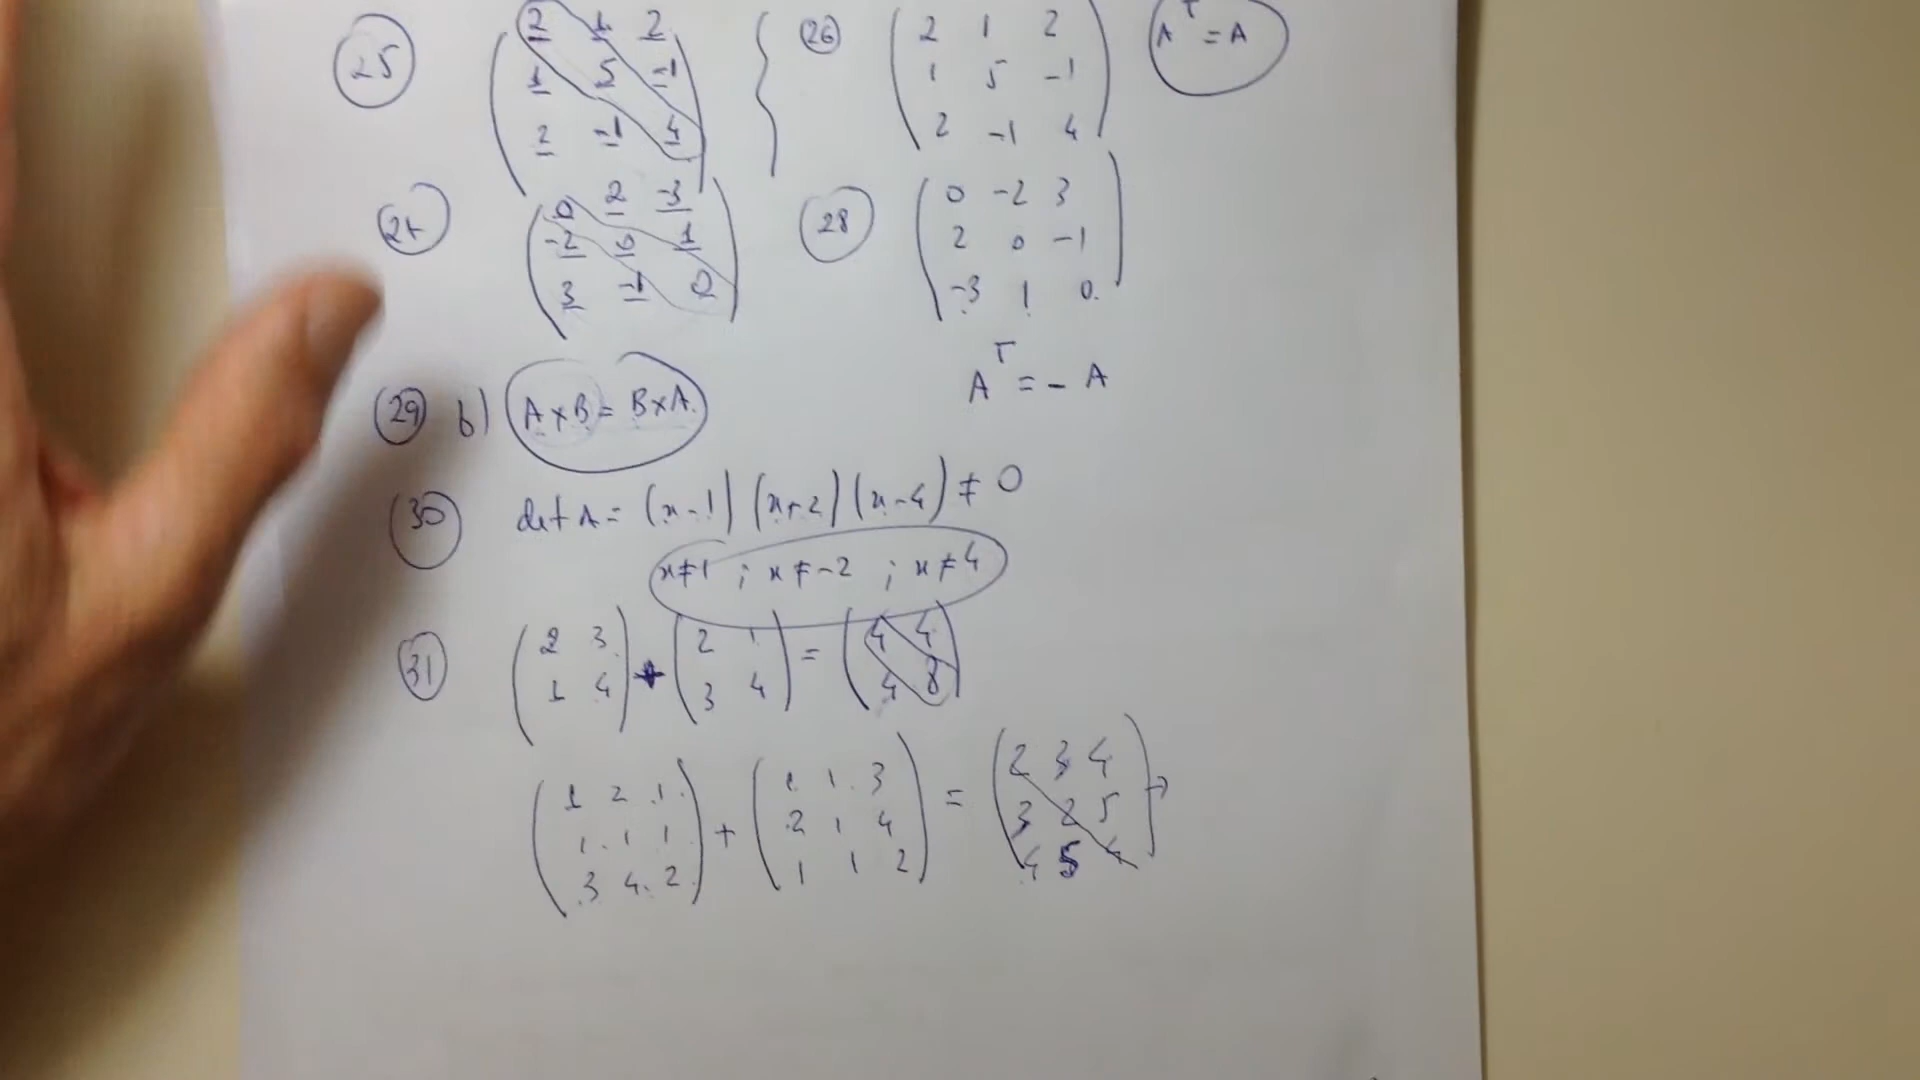 25 ( 2 1 2 } 26 ( 2 1 2 ) A^T = A
1 5 -1 1 5 -1
2 -1 4 ) 2 -1 4
27 ( 0 2 -3 ) 28 ( 0 -2 3 )
-2 0 1 2 0 -1
3 -1 0 -3 1 0.
A^T = - A
29 b) A×B = B×A.
30 det A = (x-1) (x+2) (x-4) ≠ 0
x≠1 ; x≠-2 ; x≠4
31 ( 2 3 ) + ( 2 1 ) = ( 4 4 )
1 4 3 4 4 8
( 1 2 1 ) + ( 1 1 3 ) = ( 2 3 4 ) →
1 1 1 2 1 4 3 2 5
3 4 2 1 1 2 4 5 4